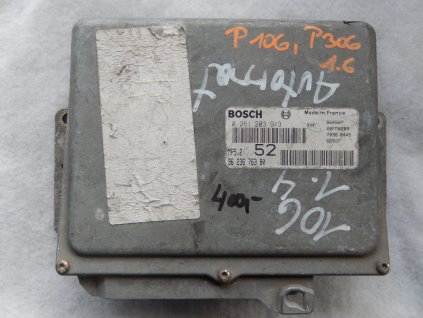 P106, P306
1.6
Automat
BOSCH
Made in France
0 261 203 913
MP5.2
52
96 236 763 80
400,-
106
1.4